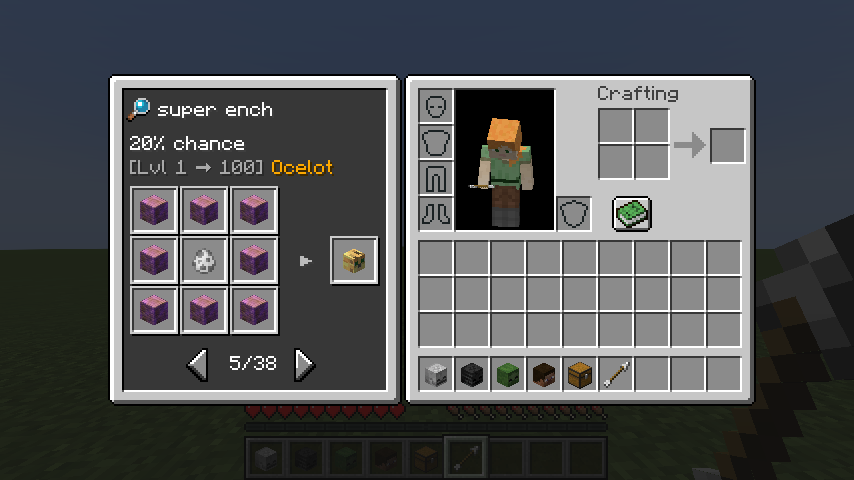 super ench
20% chance
[Lvl 1 → 100] Ocelot
5/38
Crafting